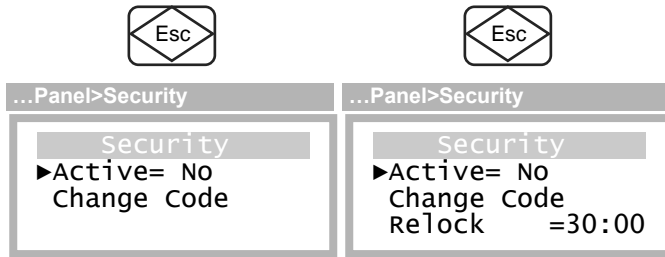 Esc
Esc
…Panel>Security
…Panel>Security
Security
▶Active= No
Change Code
Security
▶Active= No
Change Code
Relock =30:00